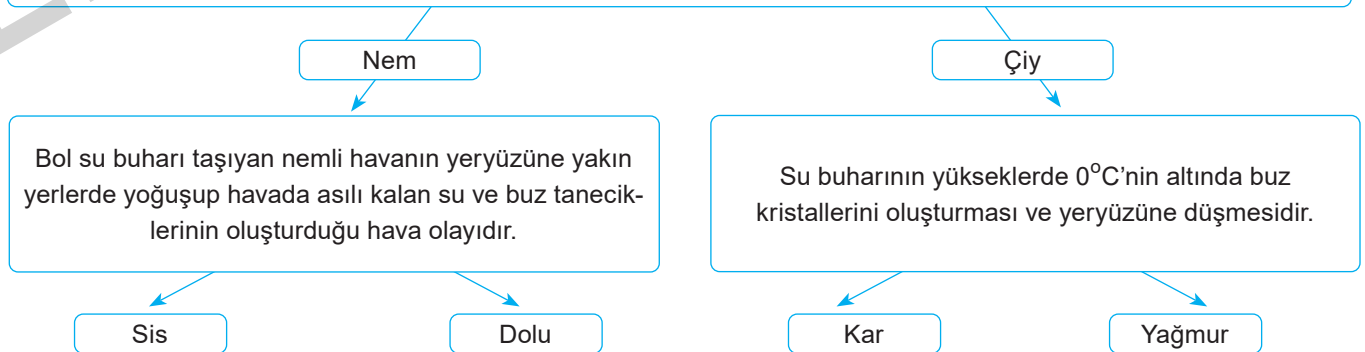 Nem
Çiy
Bol su buharı taşıyan nemli havanın yeryüzüne yakın
yerlerde yoğuşup havada asılı kalan su ve buz tanecik-
lerinin oluşturduğu hava olayıdır.
Su buharının yükseklerde 0°C’nin altında buz
kristallerini oluşturması ve yeryüzüne düşmesidir.
Sis
Dolu
Kar
Yağmur